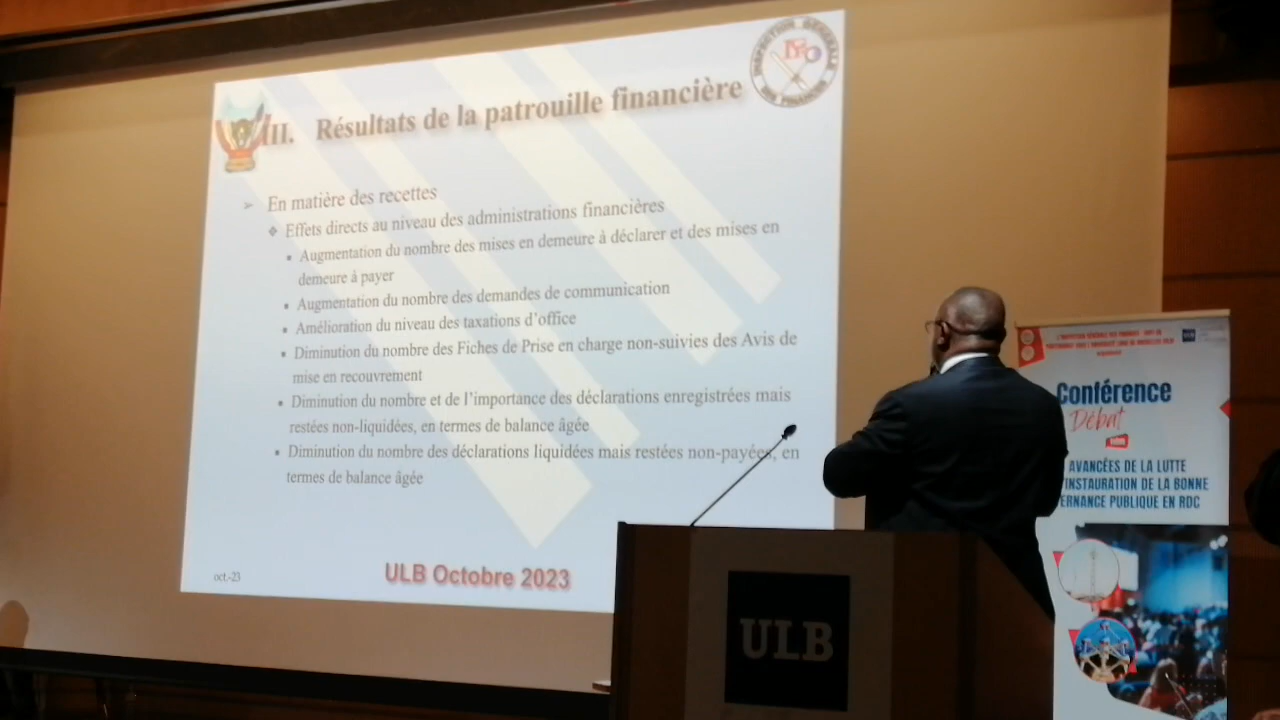 III. Résultats de la patrouille financière
INSPECTION GÉNÉRALE
DES FINANCES
➢ En matière des recettes
❖ Effets directs au niveau des administrations financières
▪ Augmentation du nombre des mises en demeure à déclarer et des mises en
demeure à payer
▪ Augmentation du nombre des demandes de communication
▪ Amélioration du niveau des taxations d'office
▪ Diminution du nombre des Fiches de Prise en charge non-suivies des Avis de
mise en recouvrement
▪ Diminution du nombre et de l'importance des déclarations enregistrées mais
restées non-liquidées, en termes de balance âgée
▪ Diminution du nombre des déclarations liquidées mais restées non-payées, en
termes de balance âgée
oct.-23
ULB Octobre 2023
ULB
Conférence
Débat
AVANCÉES DE LA LUTTE
INSTAURATION DE LA BONNE
ERNANCE PUBLIQUE EN RDC